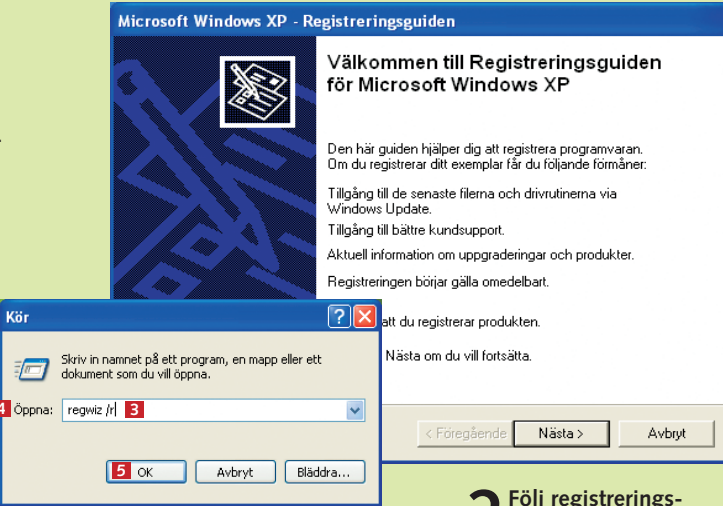 Microsoft Windows XP - Registreringsguiden
Välkommen till Registreringsguiden
för Microsoft Windows XP
Den här guiden hjälper dig att registrera programvaran.
Om du registrerar ditt exemplar får du följande förmåner:
Tillgång till de senaste filerna och drivrutinerna via
Windows Update.
Tillgång till bättre kundsupport.
Aktuell information om uppgraderingar och produkter.
Registreringen börjar gälla omedelbart.
att du registrerar produkten.
Nästa om du vill fortsätta.
< Föregående Nästa > Avbryt
Kör
Skriv in namnet på ett program, en mapp eller ett
dokument som du vill öppna.
4 Öppna: regwiz /r 3
5 OK Avbryt Bläddra...
Följ registrerings-